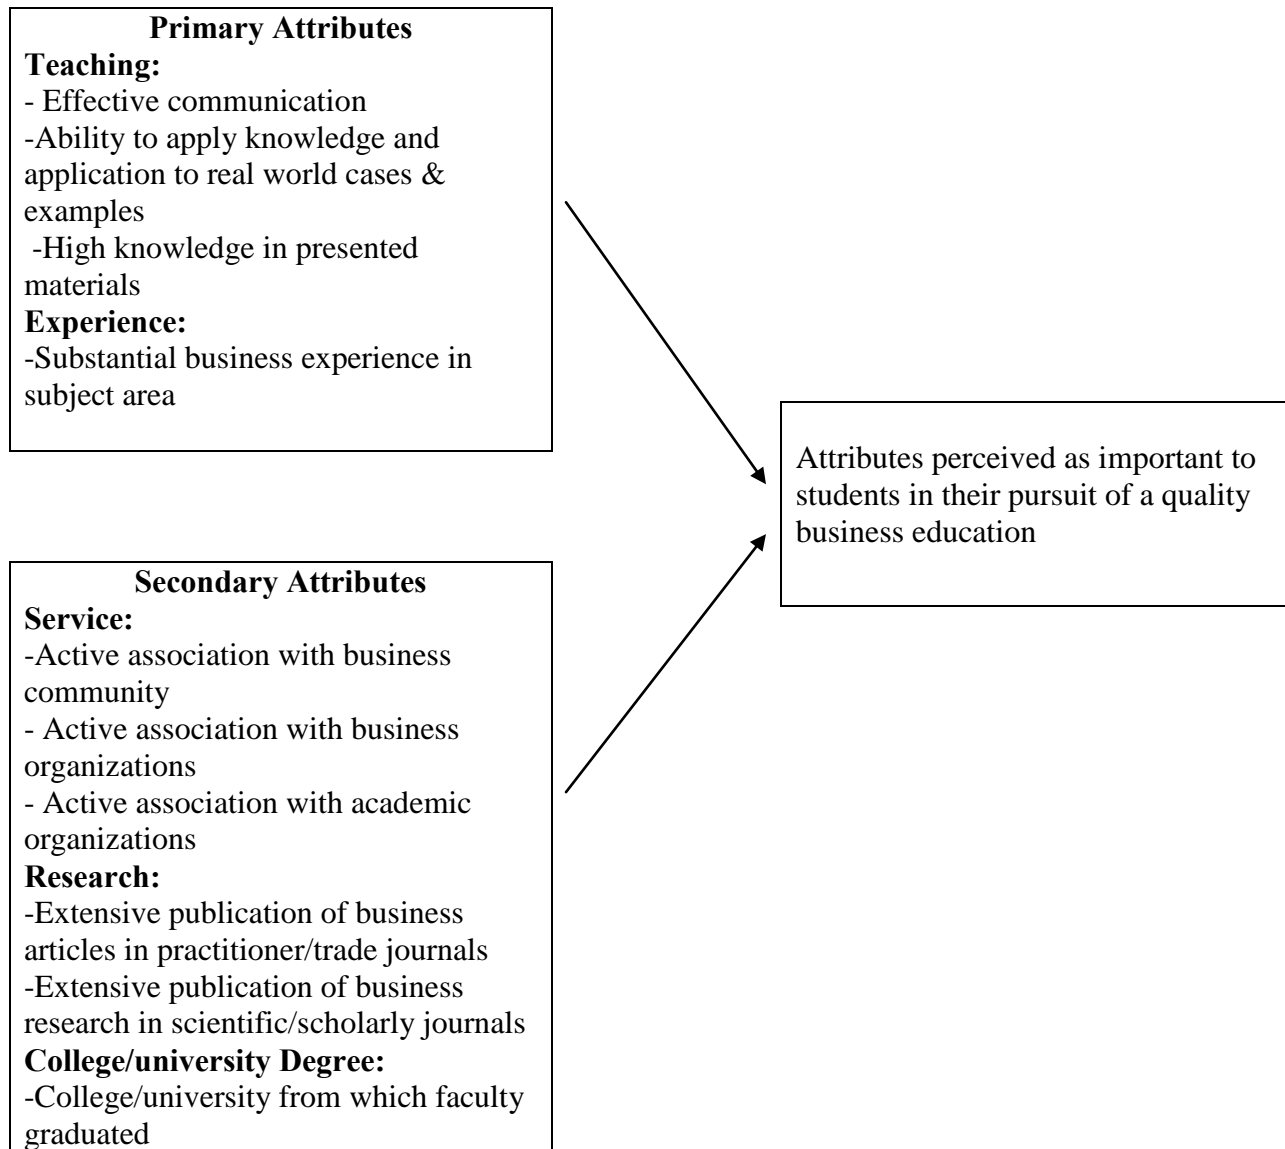 Primary Attributes
Teaching:
- Effective communication
-Ability to apply knowledge and
application to real world cases &
examples
-High knowledge in presented
materials
Experience:
-Substantial business experience in
subject area
Attributes perceived as important to
students in their pursuit of a quality
business education
Secondary Attributes
Service:
-Active association with business
community
- Active association with business
organizations
- Active association with academic
organizations
Research:
-Extensive publication of business
articles in practitioner/trade journals
-Extensive publication of business
research in scientific/scholarly journals
College/university Degree:
-College/university from which faculty
graduated